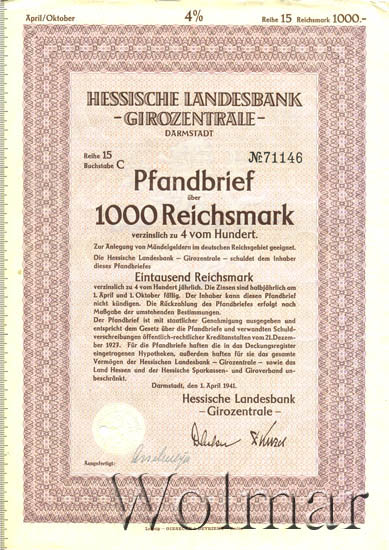 April/Oktober 4% Reihe 15 Reichsmark 1000.-
HESSISCHE LANDESBANK
–GIROZENTRALE–
DARMSTADT
Reihe 15
Buchstabe C
№ 71146
Pfandbrief
über
1000 Reichsmark
verzinslich zu 4 vom Hundert.
Zur Anlegung von Mündelgeldern im deutschen Reichsgebiet geeignet.
Die Hessische Landesbank – Girozentrale – schuldet dem Inhaber
dieses Pfandbriefes
Eintausend Reichsmark
verzinslich zu 4 vom Hundert jährlich. Die Zinsen sind halbjährlich am
1. April und 1. Oktober fällig. Der Inhaber kann diesen Pfandbrief
nicht kündigen. Die Rückzahlung des Pfandbriefes erfolgt nach
Maßgabe der umstehenden Bestimmungen.
Der Pfandbrief ist mit staatlicher Genehmigung ausgegeben und
entspricht dem Gesetz über die Pfandbriefe und verwandten Schuld-
verschreibungen öffentlich-rechtlicher Kreditanstalten vom 21. Dezem-
ber 1927. Für die Pfandbriefe haften die in das Deckungsregister
eingetragenen Hypotheken, außerdem haften für sie das gesamte
Vermögen der Hessischen Landesbank – Girozentrale – sowie das
Land Hessen und der Hessische Sparkassen- und Giroverband un-
beschränkt.
Darmstadt, den 1. April 1941.
Hessische Landesbank
–Girozentrale–
Ausgefertigt:
Wolmar